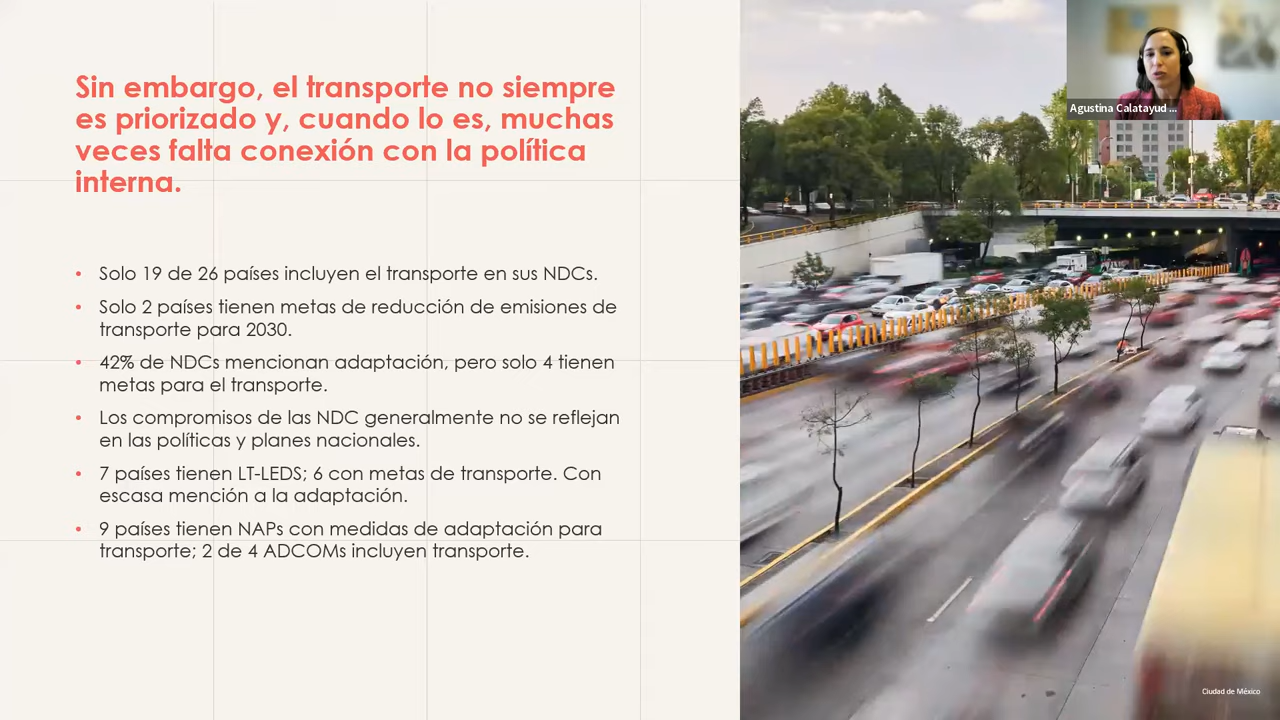 Sin embargo, el transporte no siempre
es priorizado y, cuando lo es, muchas
veces falta conexión con la política
interna.
• Solo 19 de 26 países incluyen el transporte en sus NDCs.
• Solo 2 países tienen metas de reducción de emisiones de
transporte para 2030.
• 42% de NDCs mencionan adaptación, pero solo 4 tienen
metas para el transporte.
• Los compromisos de las NDC generalmente no se reflejan
en las políticas y planes nacionales.
• 7 países tienen LT-LEDS; 6 con metas de transporte. Con
escasa mención a la adaptación.
• 9 países tienen NAPs con medidas de adaptación para
transporte; 2 de 4 ADCOMs incluyen transporte.
Agustina Calatayud ...
Ciudad de México